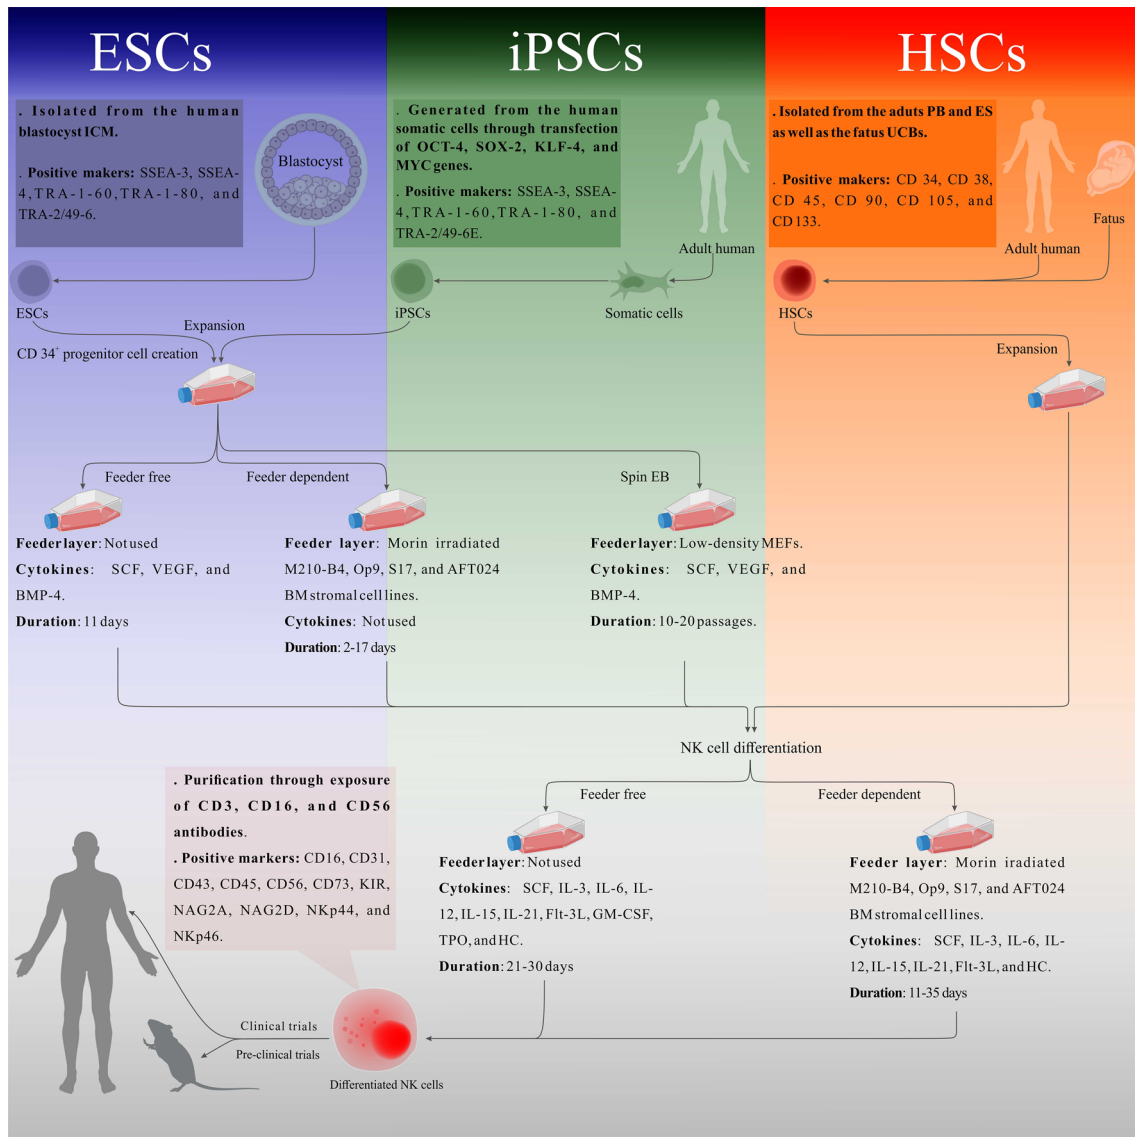 ESCs
iPSCs
HSCs
. Isolated from the human
blastocyst ICM.
. Positive makers: SSEA-3, SSEA-
4, TRA-1-60, TRA-1-80, and
TRA-2/49-6.
Blastocyst
. Generated from the human
somatic cells through transfection
of OCT-4, SOX-2, KLF-4, and
MYC genes.
. Positive makers: SSEA-3, SSEA-
4, TRA-1-60, TRA-1-80, and
TRA-2/49-6E.
Adult human
. Isolated from the aduts PB and ES
as well as the fatus UCBs.
. Positive makers: CD 34, CD 38,
CD 45, CD 90, CD 105, and
CD 133.
Adult human
Fatus
ESCs
iPSCs
Somatic cells
HSCs
Expansion
CD 34+ progenitor cell creation
Expansion
Feeder free
Feeder dependent
Spin EB
Feeder layer: Not used
Cytokines: SCF, VEGF, and
BMP-4.
Duration: 11 days
Feeder layer: Morin irradiated
M210-B4, Op9, S17, and AFT024
BM stromal cell lines.
Cytokines: Not used
Duration: 2-17 days
Feeder layer: Low-density MEFs.
Cytokines: SCF, VEGF, and
BMP-4.
Duration: 10-20 passages.
NK cell differentiation
Feeder free
Feeder dependent
. Purification through exposure
of CD3, CD16, and CD56
antibodies.
. Positive markers: CD16, CD31,
CD43, CD45, CD56, CD73, KIR,
NAG2A, NAG2D, NKp44, and
NKp46.
Feeder layer: Not used
Cytokines: SCF, IL-3, IL-6, IL-
12, IL-15, IL-21, Flt-3L, GM-CSF,
TPO, and HC.
Duration: 21-30 days
Feeder layer: Morin iradiated
M210-B4, Op9, S17, and AFT024
BM stromal cell lines.
Cytokines: SCF, IL-3, IL-6, IL-
12, IL-15, IL-21, Flt-3L, and HC.
Duration: 11-35 days
Clinical trials
Pre-clinical trials
Differentiated NK cells